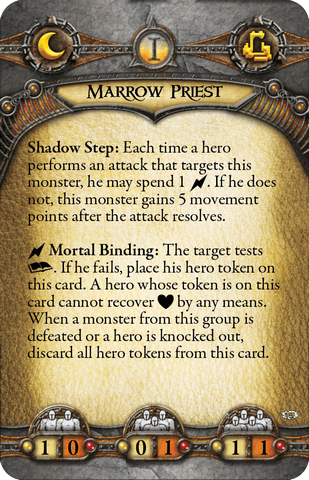 I
Marrow Priest
Shadow Step: Each time a hero
performs an attack that targets this
monster, he may spend 1 . If he does
not, this monster gains 5 movement
points after the attack resolves.
Mortal Binding: The target tests
. If he fails, place his hero token on
this card. A hero whose token is on this
card cannot recover by any means.
When a monster from this group is
defeated or a hero is knocked out,
discard all hero tokens from this card.
1 0 0 1 1 1